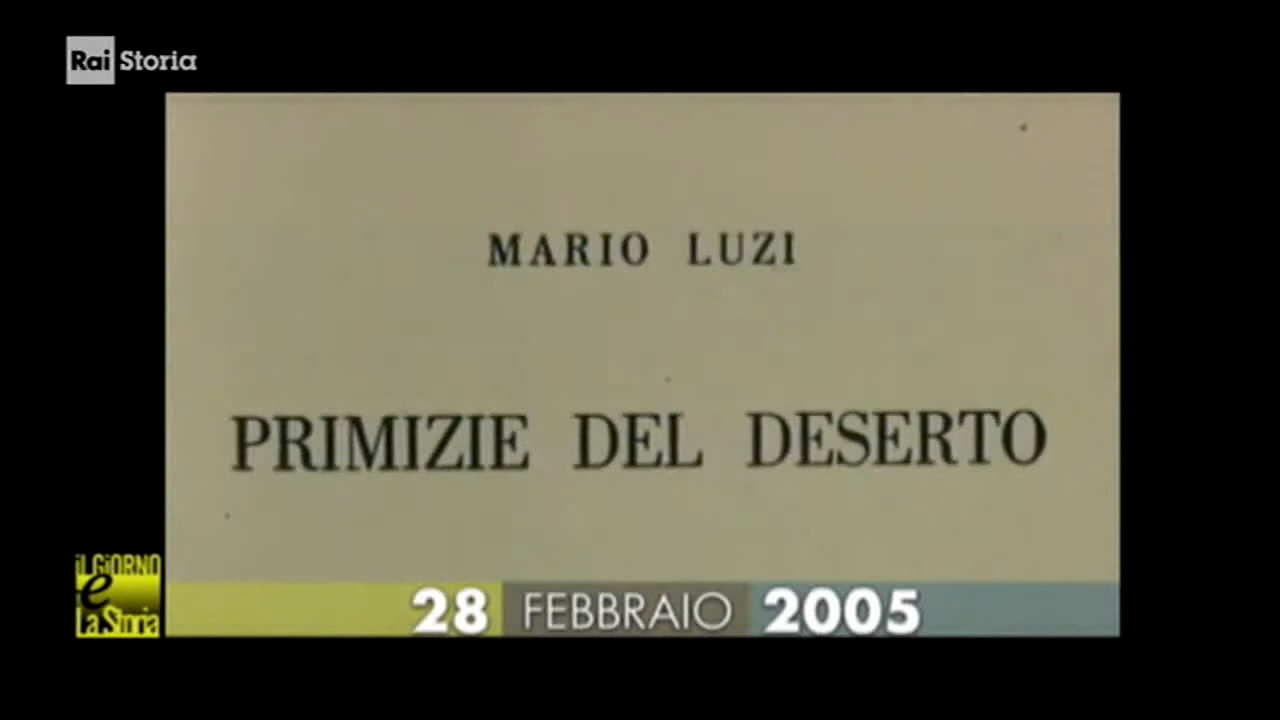 Rai Storia
MARIO LUZI
PRIMIZIE DEL DESERTO
iL GiORNO
e
La Storia
28 FEBBRAIO 2005